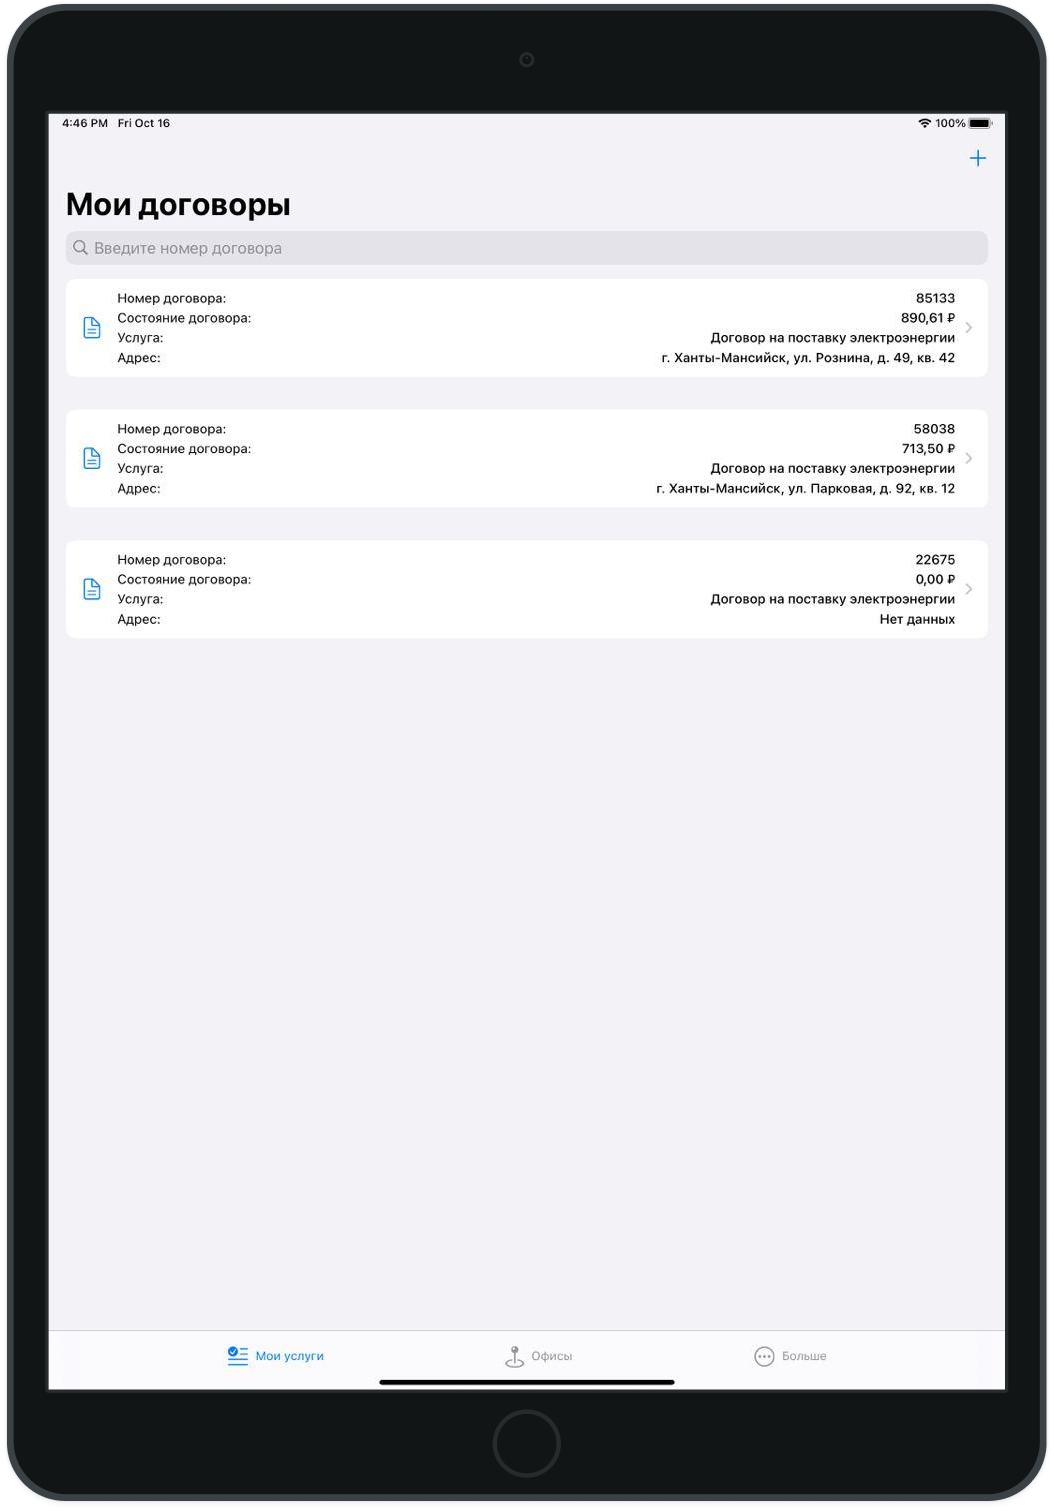 4:46 PM Fri Oct 16 100%
Мои договоры
Введите номер договора
Номер договора: 85133
Состояние договора: 890,61 ₽
Услуга: Договор на поставку электроэнергии
Адрес: г. Ханты-Мансийск, ул. Рознина, д. 49, кв. 42
Номер договора: 58038
Состояние договора: 713,50 ₽
Услуга: Договор на поставку электроэнергии
Адрес: г. Ханты-Мансийск, ул. Парковая, д. 92, кв. 12
Номер договора: 22675
Состояние договора: 0,00 ₽
Услуга: Договор на поставку электроэнергии
Адрес: Нет данных
Мои услуги Офисы Больше